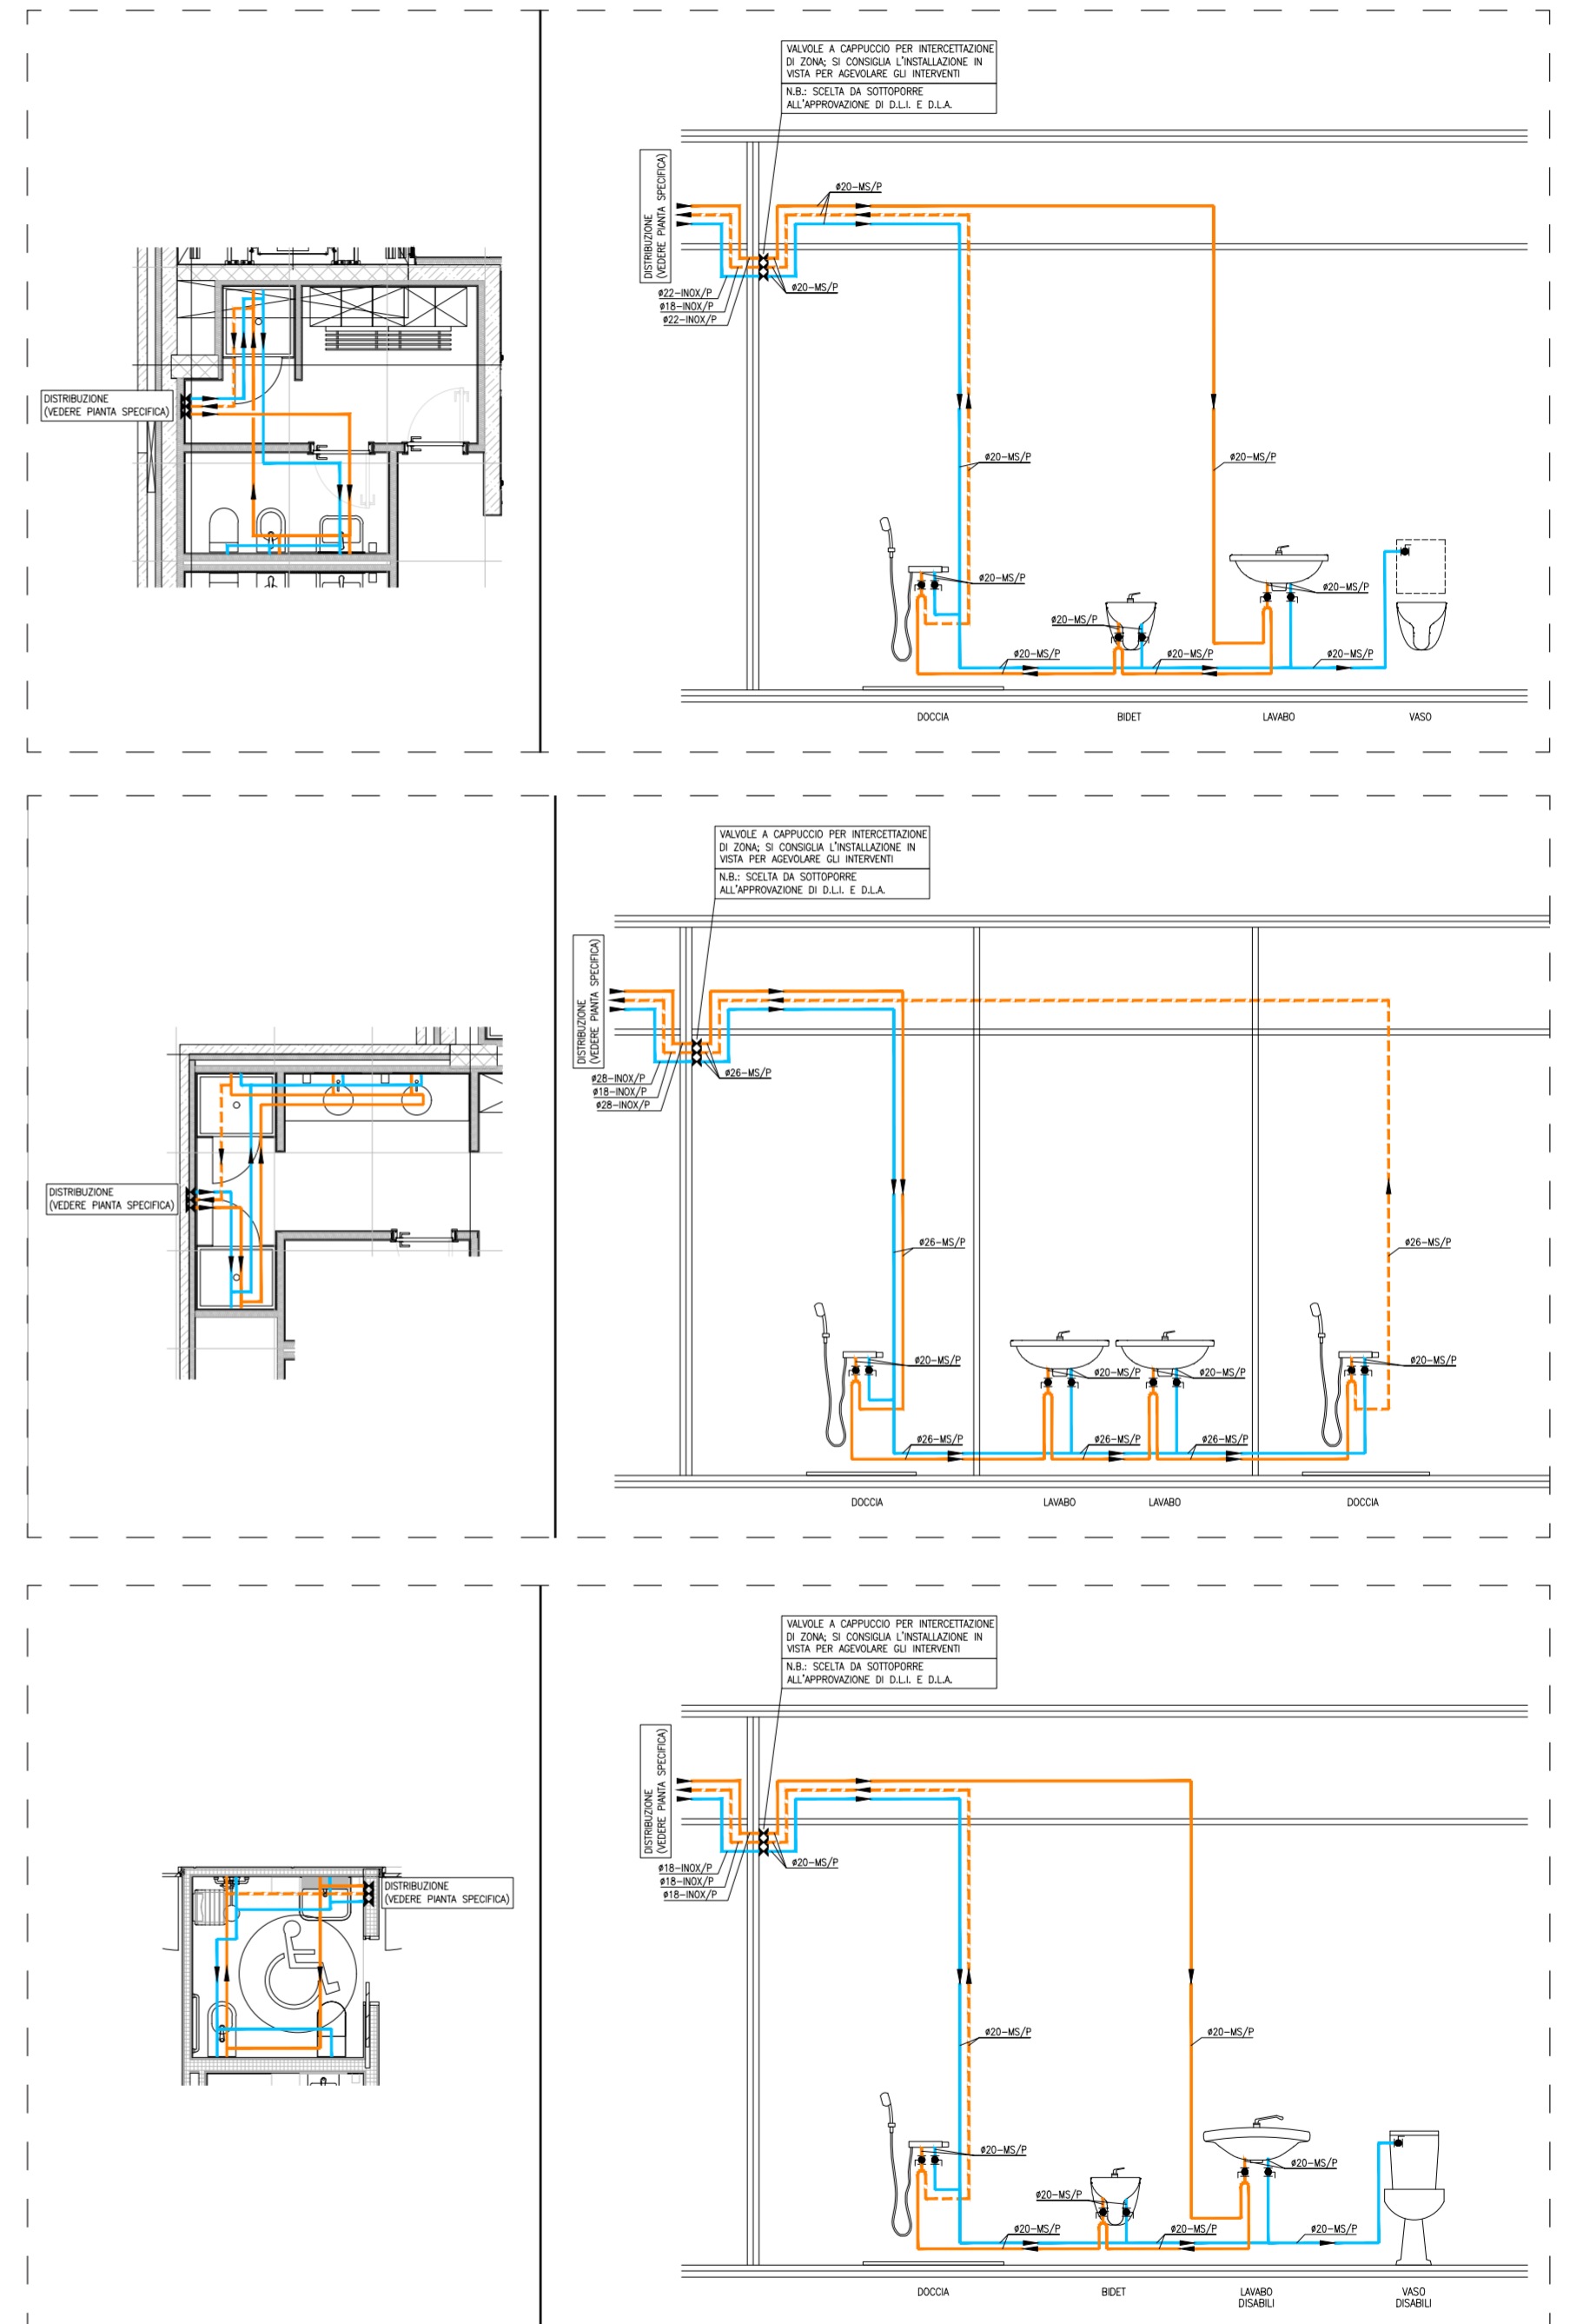 VALVOLE A CAPPUCCIO PER INTERCETTAZIONE
DI ZONA; SI CONSIGLIA L'INSTALLAZIONE IN
VISTA PER AGEVOLARE GLI INTERVENTI
N.B.: SCELTA DA SOTTOPORRE
ALL'APPROVAZIONE DI D.L.I. E D.L.A.
DISTRIBUZIONE
(VEDERE PIANTA SPECIFICA)
ø20-MS/P
ø20-MS/P
ø22-INOX/P
ø18-INOX/P
ø22-INOX/P
DISTRIBUZIONE
(VEDERE PIANTA SPECIFICA)
ø20-MS/P
ø20-MS/P
ø20-MS/P
ø20-MS/P
ø20-MS/P
ø20-MS/P
ø20-MS/P
ø20-MS/P
DOCCIA
BIDET
LAVABO
VASO
VALVOLE A CAPPUCCIO PER INTERCETTAZIONE
DI ZONA; SI CONSIGLIA L'INSTALLAZIONE IN
VISTA PER AGEVOLARE GLI INTERVENTI
N.B.: SCELTA DA SOTTOPORRE
ALL'APPROVAZIONE DI D.L.I. E D.L.A.
DISTRIBUZIONE
(VEDERE PIANTA SPECIFICA)
ø26-MS/P
ø28-INOX/P
ø18-INOX/P
ø28-INOX/P
DISTRIBUZIONE
(VEDERE PIANTA SPECIFICA)
ø26-MS/P
ø26-MS/P
ø20-MS/P
ø20-MS/P
ø20-MS/P
ø20-MS/P
ø26-MS/P
ø26-MS/P
ø26-MS/P
DOCCIA
LAVABO
LAVABO
DOCCIA
VALVOLE A CAPPUCCIO PER INTERCETTAZIONE
DI ZONA; SI CONSIGLIA L'INSTALLAZIONE IN
VISTA PER AGEVOLARE GLI INTERVENTI
N.B.: SCELTA DA SOTTOPORRE
ALL'APPROVAZIONE DI D.L.I. E D.L.A.
DISTRIBUZIONE
(VEDERE PIANTA SPECIFICA)
ø20-MS/P
ø18-INOX/P
ø18-INOX/P
ø18-INOX/P
DISTRIBUZIONE
(VEDERE PIANTA SPECIFICA)
ø20-MS/P
ø20-MS/P
ø20-MS/P
ø20-MS/P
ø20-MS/P
ø20-MS/P
ø20-MS/P
ø20-MS/P
DOCCIA
BIDET
LAVABO
DISABILI
VASO
DISABILI